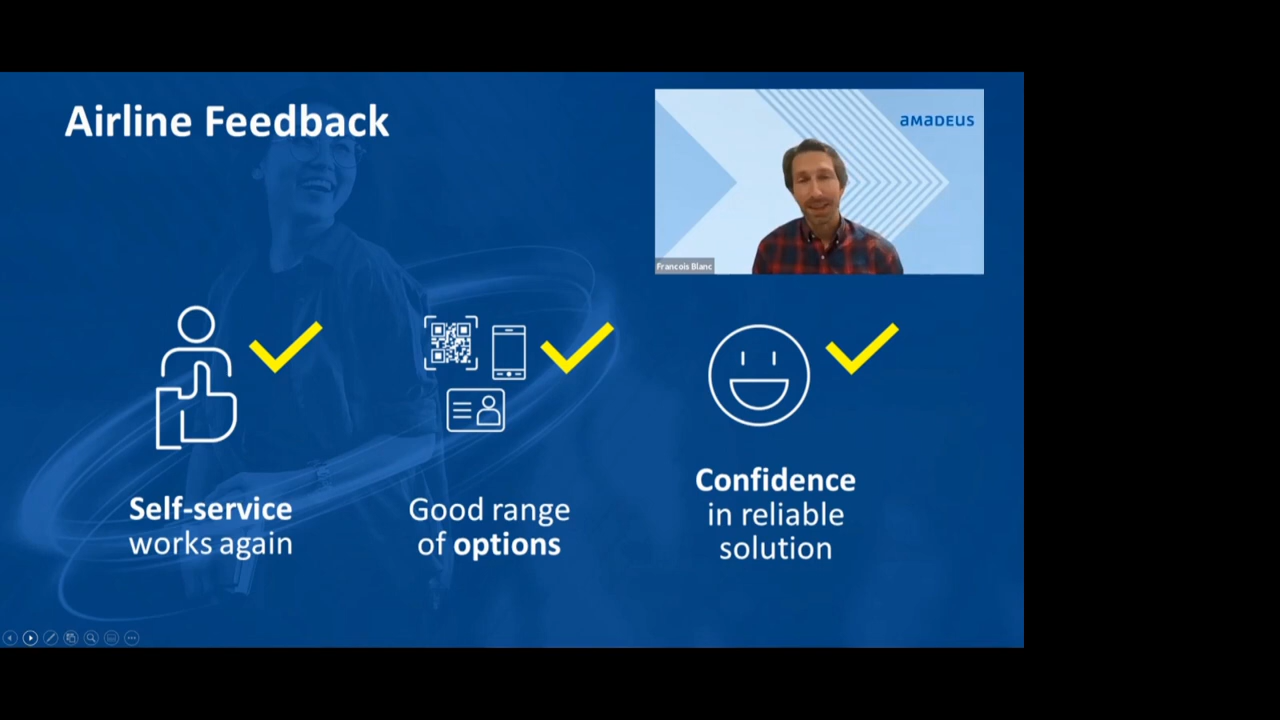 Airline Feedback
amadeus
Francois Blanc
Self-service
works again
Good range
of options
Confidence
in reliable
solution